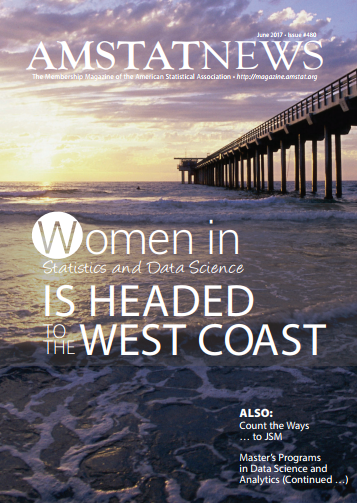 June 2017 • Issue #480
AMSTATNEWS
The Membership Magazine of the American Statistical Association • http://magazine.amstat.org
Women in
Statistics and Data Science
IS HEADED
TO THE WEST COAST
ALSO:
Count the Ways
… to JSM
Master’s Programs
in Data Science and
Analytics (Continued …)